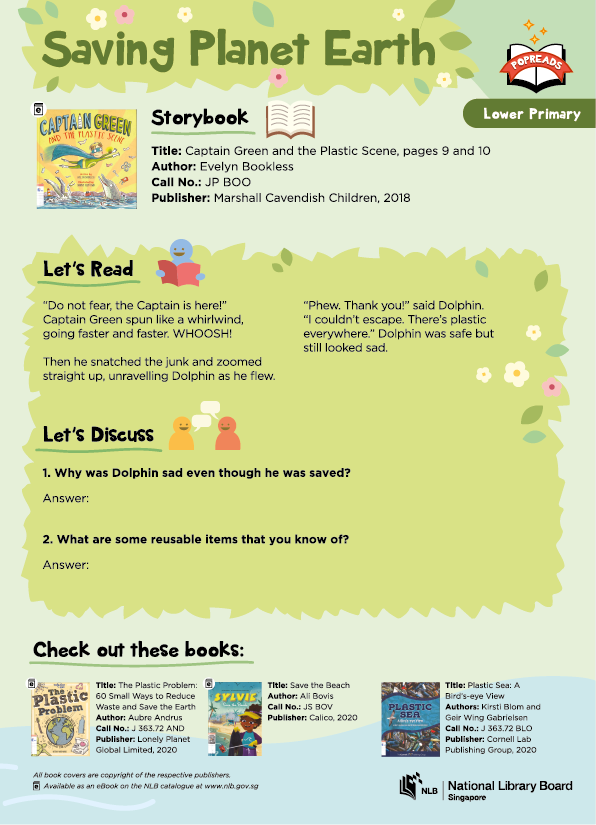 Saving Planet Earth
POPREADS
Lower Primary
CAPTAIN GREEN
AND THE PLASTIC SCENE
Storybook
Title: Captain Green and the Plastic Scene, pages 9 and 10
Author: Evelyn Bookless
Call No.: JP BOO
Publisher: Marshall Cavendish Children, 2018
Let's Read
“Do not fear, the Captain is here!”
Captain Green spun like a whirlwind,
going faster and faster. WHOOSH!
Then he snatched the junk and zoomed
straight up, unravelling Dolphin as he flew.
“Phew. Thank you!” said Dolphin.
“I couldn’t escape. There’s plastic
everywhere.” Dolphin was safe but
still looked sad.
Let's Discuss
1. Why was Dolphin sad even though he was saved?
Answer:
2. What are some reusable items that you know of?
Answer:
Check out these books:
The
Plastic
Problem
Title: The Plastic Problem:
60 Small Ways to Reduce
Waste and Save the Earth
Author: Aubre Andrus
Call No.: J 363.72 AND
Publisher: Lonely Planet
Global Limited, 2020
SYLVIE
Title: Save the Beach
Author: Ali Bovis
Call No.: JS BOV
Publisher: Calico, 2020
PLASTIC
SEA
Title: Plastic Sea: A
Bird's-eye View
Authors: Kirsti Blom and
Geir Wing Gabrielsen
Call No.: J 363.72 BLO
Publisher: Cornell Lab
Publishing Group, 2020
All book covers are copyright of the respective publishers.
e Available as an eBook on the NLB catalogue at www.nlb.gov.sg
NLB
National Library Board
Singapore